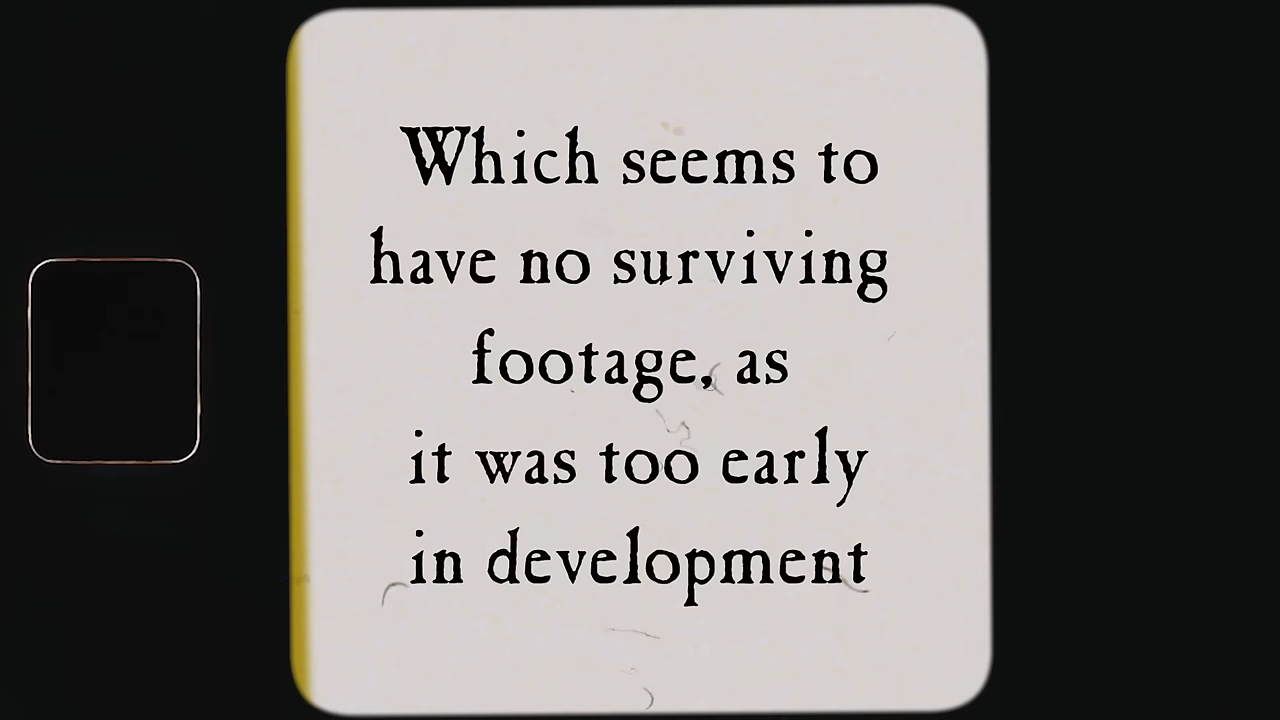 Which seems to
have no surviving
footage, as
it was too early
in development